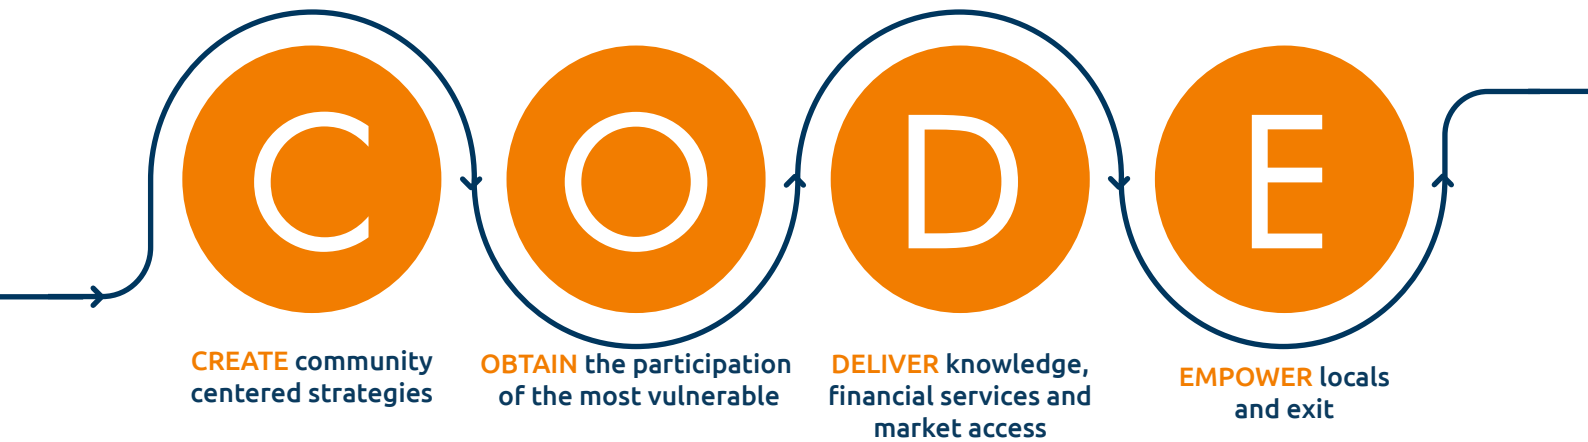 C
O
D
E
CREATE community
centered strategies
OBTAIN the participation
of the most vulnerable
DELIVER knowledge,
financial services and
market access
EMPOWER locals
and exit